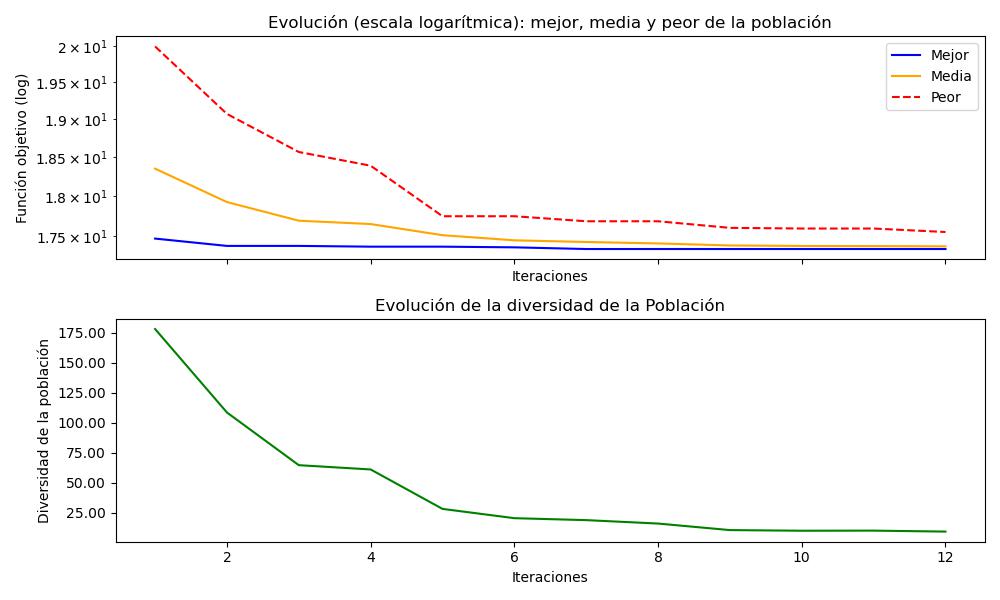 Evolución (escala logarítmica): mejor, media y peor de la población
Función objetivo (log)
2 × 10¹
1.95 × 10¹
1.9 × 10¹
1.85 × 10¹
1.8 × 10¹
1.75 × 10¹
Mejor
Media
Peor
Iteraciones
Evolución de la diversidad de la Población
Diversidad de la población
175.00
150.00
125.00
100.00
75.00
50.00
25.00
2 4 6 8 10 12
Iteraciones